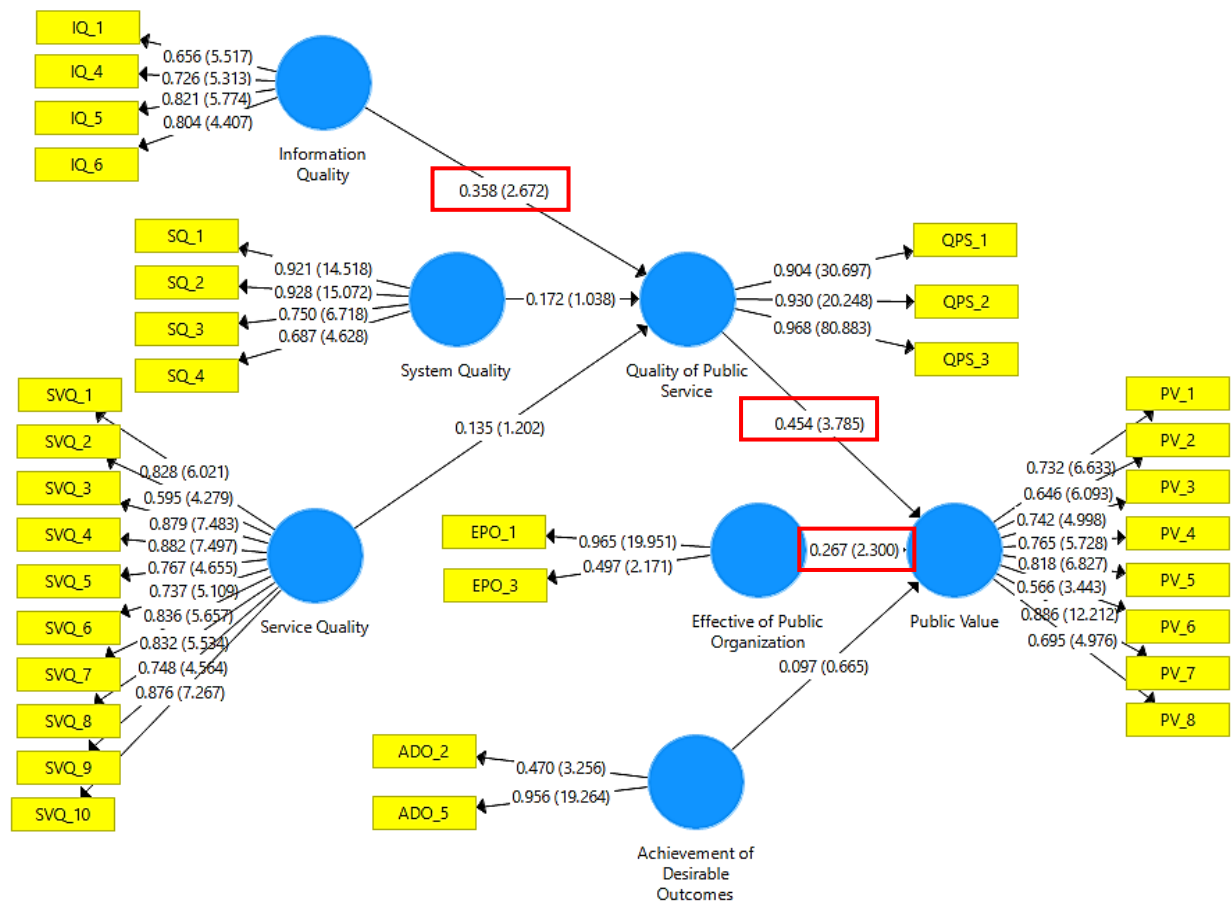 IQ_1
IQ_4
IQ_5
IQ_6
0.656 (5.517)
0.726 (5.313)
0.821 (5.774)
0.804 (4.407)
Information
Quality
0.358 (2.672)
SQ_1
SQ_2
SQ_3
SQ_4
0.921 (14.518)
0.928 (15.072)
0.750 (6.718)
0.687 (4.628)
System Quality
0.172 (1.038)
Quality of Public
Service
0.904 (30.697)
0.930 (20.248)
0.968 (80.883)
QPS_1
QPS_2
QPS_3
SVQ_1
SVQ_2
SVQ_3
SVQ_4
SVQ_5
SVQ_6
SVQ_7
SVQ_8
SVQ_9
SVQ_10
0.828 (6.021)
0.595 (4.279)
0.879 (7.483)
0.882 (7.497)
0.767 (4.655)
0.737 (5.109)
0.836 (5.657)
0.832 (5.534)
0.748 (4.564)
0.876 (7.267)
Service Quality
0.135 (1.202)
0.454 (3.785)
EPO_1
EPO_3
0.965 (19.951)
0.497 (2.171)
Effective of Public
Organization
0.267 (2.300)
Public Value
0.732 (6.633)
0.646 (6.093)
0.742 (4.998)
0.765 (5.728)
0.818 (6.827)
0.566 (3.443)
0.886 (12.212)
0.695 (4.976)
PV_1
PV_2
PV_3
PV_4
PV_5
PV_6
PV_7
PV_8
0.097 (0.665)
ADO_2
ADO_5
0.470 (3.256)
0.956 (19.264)
Achievement of
Desirable
Outcomes